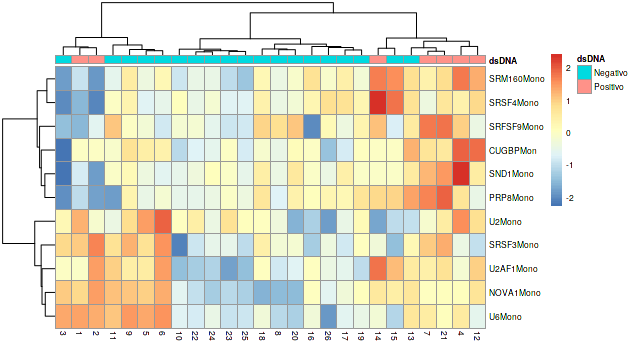 dsDNA
SRM160Mono
SRSF4Mono
SRFSF9Mono
CUGBPMon
SND1Mono
PRP8Mono
U2Mono
SRSF3Mono
U2AF1Mono
NOVA1Mono
U6Mono
3 1 2 11 9 5 6 10 22 24 23 25 18 8 20 16 26 17 19 14 15 13 7 21 4 12
2
1
0
-1
-2
dsDNA
Negativo
Positivo